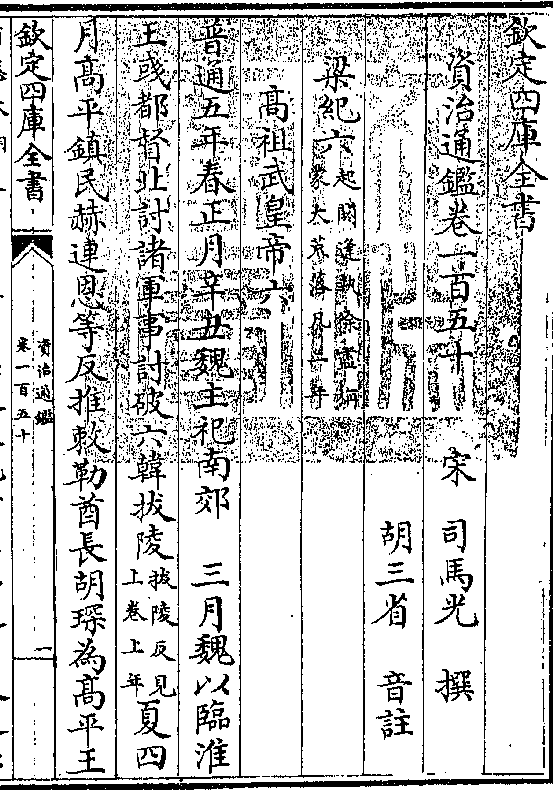 欽定四庫全書
資治通鑑卷一百五十 宋 司馬光 撰
胡三省 音註
梁紀六 起閼逢執徐盡旃蒙大荒落凡二年
高祖武皇帝六
普通五年春正月辛丑魏主祀南郊 三月魏以臨淮
王彧都督北討諸軍事討破六韓拔陵 拔陵反見上卷上年 夏四
月高平鎮民赫連恩等反推敕勒酋長胡琛為高平王
欽定四庫全書
資治通鑑
卷一百五十
一